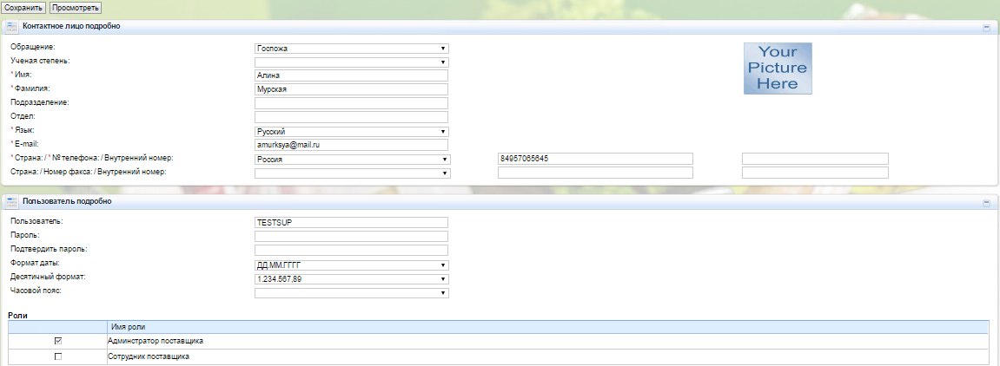 Сохранить Просмотреть
Контактное лицо подробно
Обращение: Госпожа
Your
Picture
Here
Ученая степень:
* Имя: Алина
* Фамилия: Мурская
Подразделение:
Отдел:
* Язык: Русский
* E-mail: amurksya@mail.ru
* Страна: / * № телефона: / Внутренний номер: Россия 84957065645
Страна: / Номер факса: / Внутренний номер:
Пользователь подробно
Пользователь: TESTSUP
Пароль:
Подтвердить пароль:
Формат даты: ДД.ММ.ГГГГ
Десятичный формат: 1.234.567,89
Часовой пояс:
Роли
Имя роли
Админстратор поставщика
Сотрудник поставщика